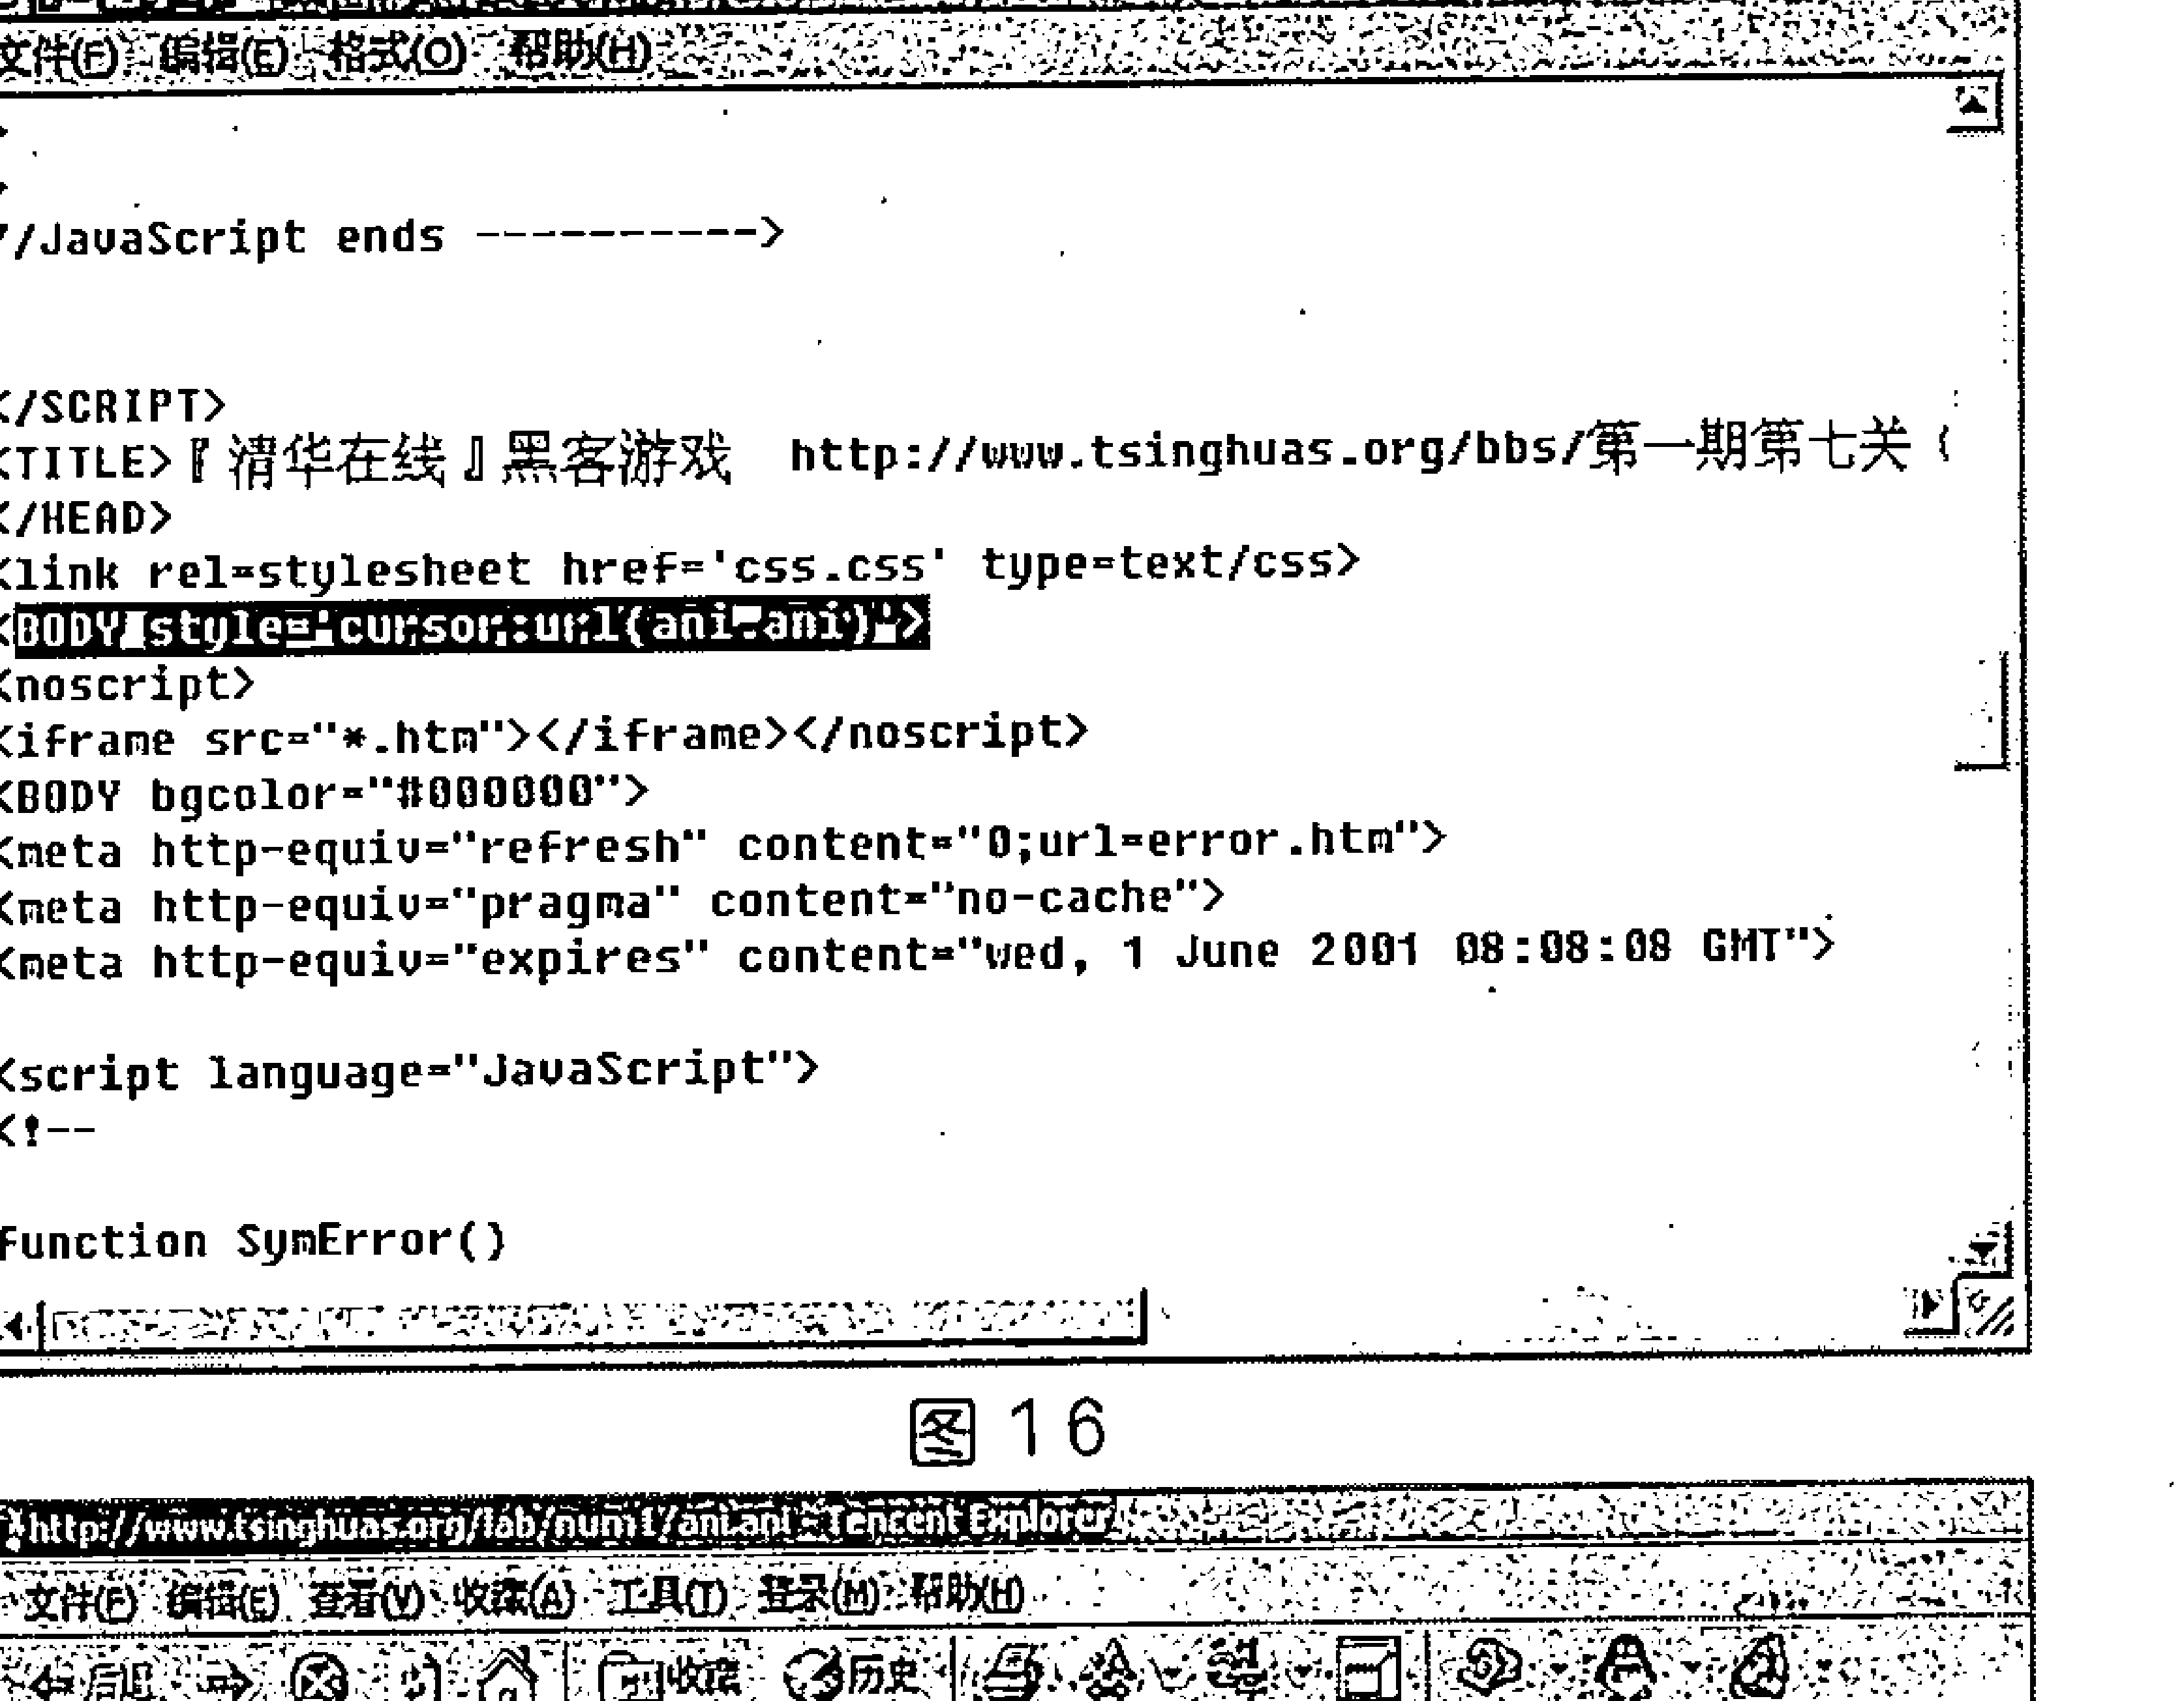 文件(F) 编辑(E) 格式(O) 帮助(H)
//JavaScript ends ---------->
</SCRIPT>
<TITLE>『清华在线』黑客游戏 http://www.tsinghuas.org/bbs/第一期第七关（
</HEAD>
<link rel=stylesheet href='css.css' type=text/css>
<BODY style='cursor:url(ani.ani)'>
<noscript>
<iframe src="*.htm"></iframe></noscript>
<BODY bgcolor="#000000">
<meta http-equiv="refresh" content="0;url=error.htm">
<meta http-equiv="pragma" content="no-cache">
<meta http-equiv="expires" content="wed, 1 June 2001 08:08:08 GMT">
<script language="JavaScript">
<!--
function SymError()
图 16
http://www.tsinghuas.org/lab/num1/ani.ani - Tencent Explorer
文件(F) 编辑(E) 查看(V) 收藏(A) 工具(T) 登录(M) 帮助(H)
后退 收藏 历史